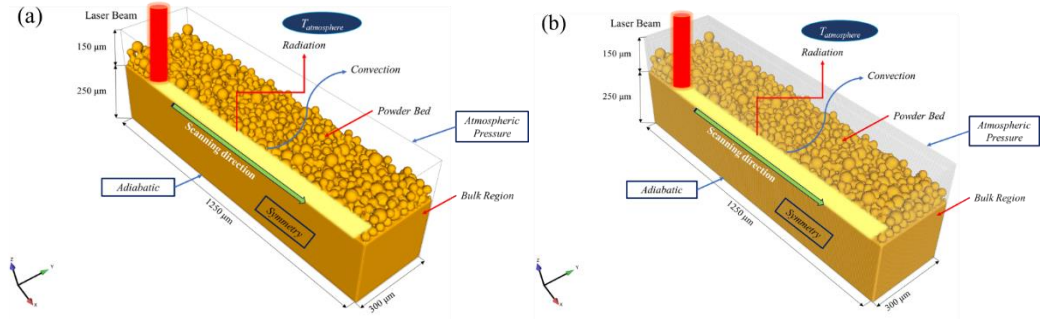 (a)
Laser Beam
T_atmosphere
Radiation
150 μm
Convection
250 μm
Powder Bed
Atmospheric
Pressure
Scanning direction
Adiabatic
Bulk Region
1250 μm
Symmetry
300 μm
Z
Y
X
(b)
Laser Beam
T_atmosphere
Radiation
150 μm
Convection
250 μm
Powder Bed
Atmospheric
Pressure
Scanning direction
Adiabatic
Bulk Region
1250 μm
Symmetry
300 μm
Z
Y
X